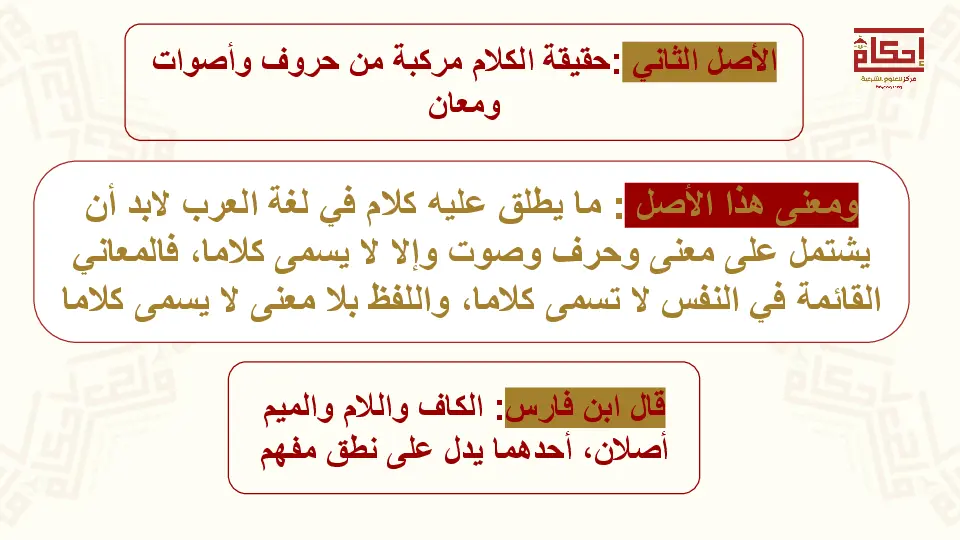 إحكام
مركز للعلوم الشرعية
الأصل الثاني :حقيقة الكلام مركبة من حروف وأصوات
ومعان
ومعنى هذا الأصل : ما يطلق عليه كلام في لغة العرب لابد أن
يشتمل على معنى وحرف وصوت وإلا لا يسمى كلاما، فالمعاني
القائمة في النفس لا تسمى كلاما، واللفظ بلا معنى لا يسمى كلاما
قال ابن فارس: الكاف واللام والميم
أصلان، أحدهما يدل على نطق مفهم